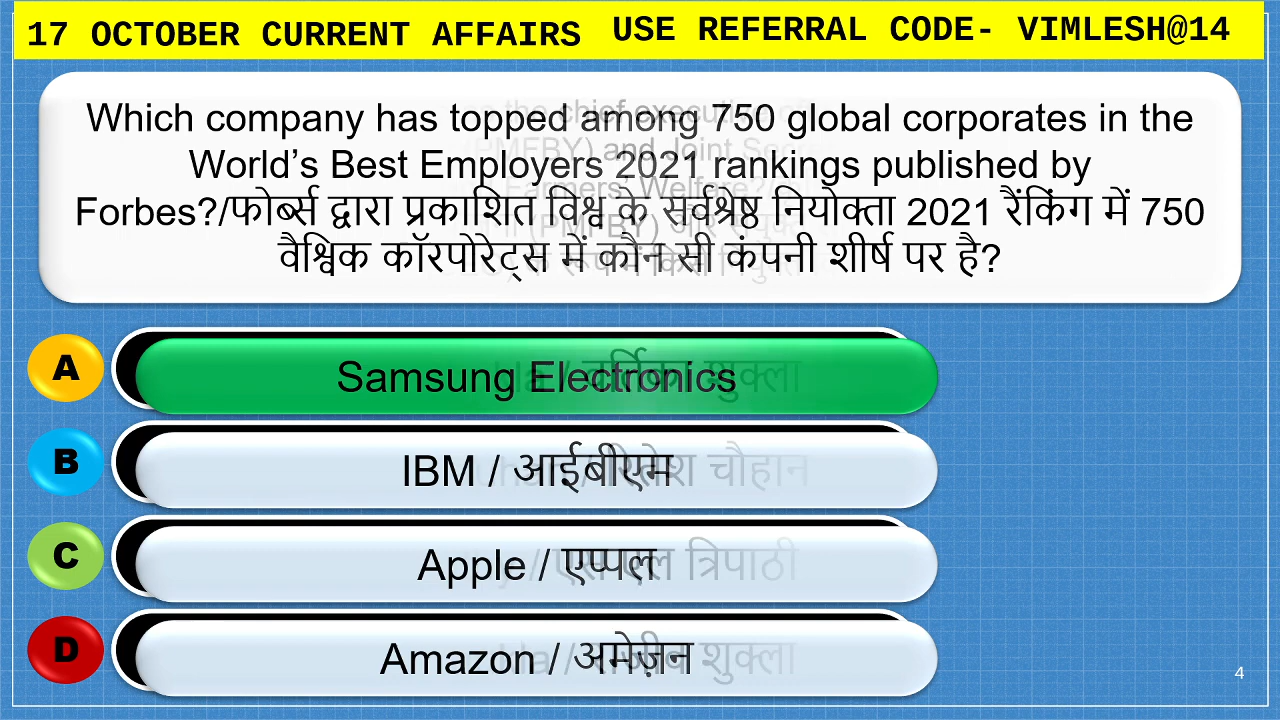 17 OCTOBER CURRENT AFFAIRS USE REFERRAL CODE- VIMLESH@14
Which company has topped among 750 global corporates in the
World’s Best Employers 2021 rankings published by
Forbes?/फोर्ब्स द्वारा प्रकाशित विश्व के सर्वश्रेष्ठ नियोक्ता 2021 रैंकिंग में 750
वैश्विक कॉरपोरेट्स में कौन सी कंपनी शीर्ष पर है?
A Samsung Electronics
B IBM / आईबीएम
C Apple / एप्पल
D Amazon / अमेज़न
4